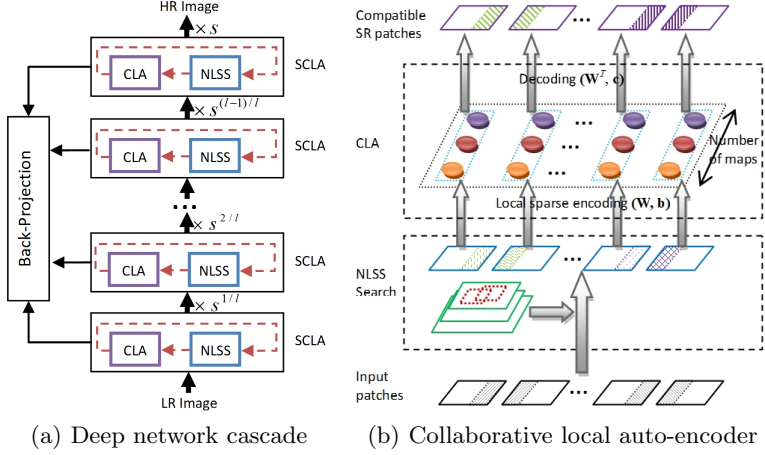 HR Image
× s
SCLA
CLA
NLSS
× s^{(l−1)/l}
SCLA
CLA
NLSS
...
× s^{2/l}
SCLA
CLA
NLSS
× s^{1/l}
SCLA
CLA
NLSS
LR Image
Back-Projection
(a) Deep network cascade
Compatible
SR patches
...
Decoding (W^T, c)
CLA
...
...
...
Number
of maps
Local sparse encoding (W, b)
NLSS
Search
...
Input
patches
...
(b) Collaborative local auto-encoder